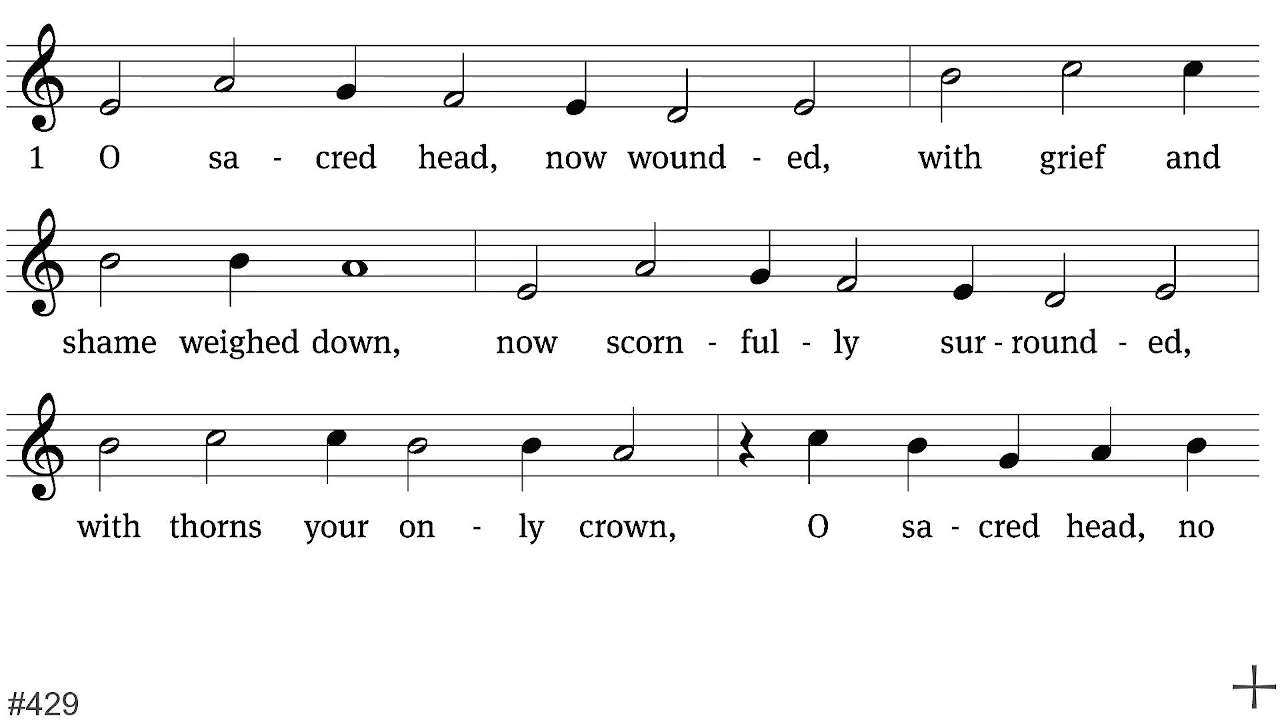 1 O sa - cred head, now wound - ed, with grief and
shame weighed down, now scorn - ful - ly sur - round - ed,
with thorns your on - ly crown, O sa - cred head, no
#429